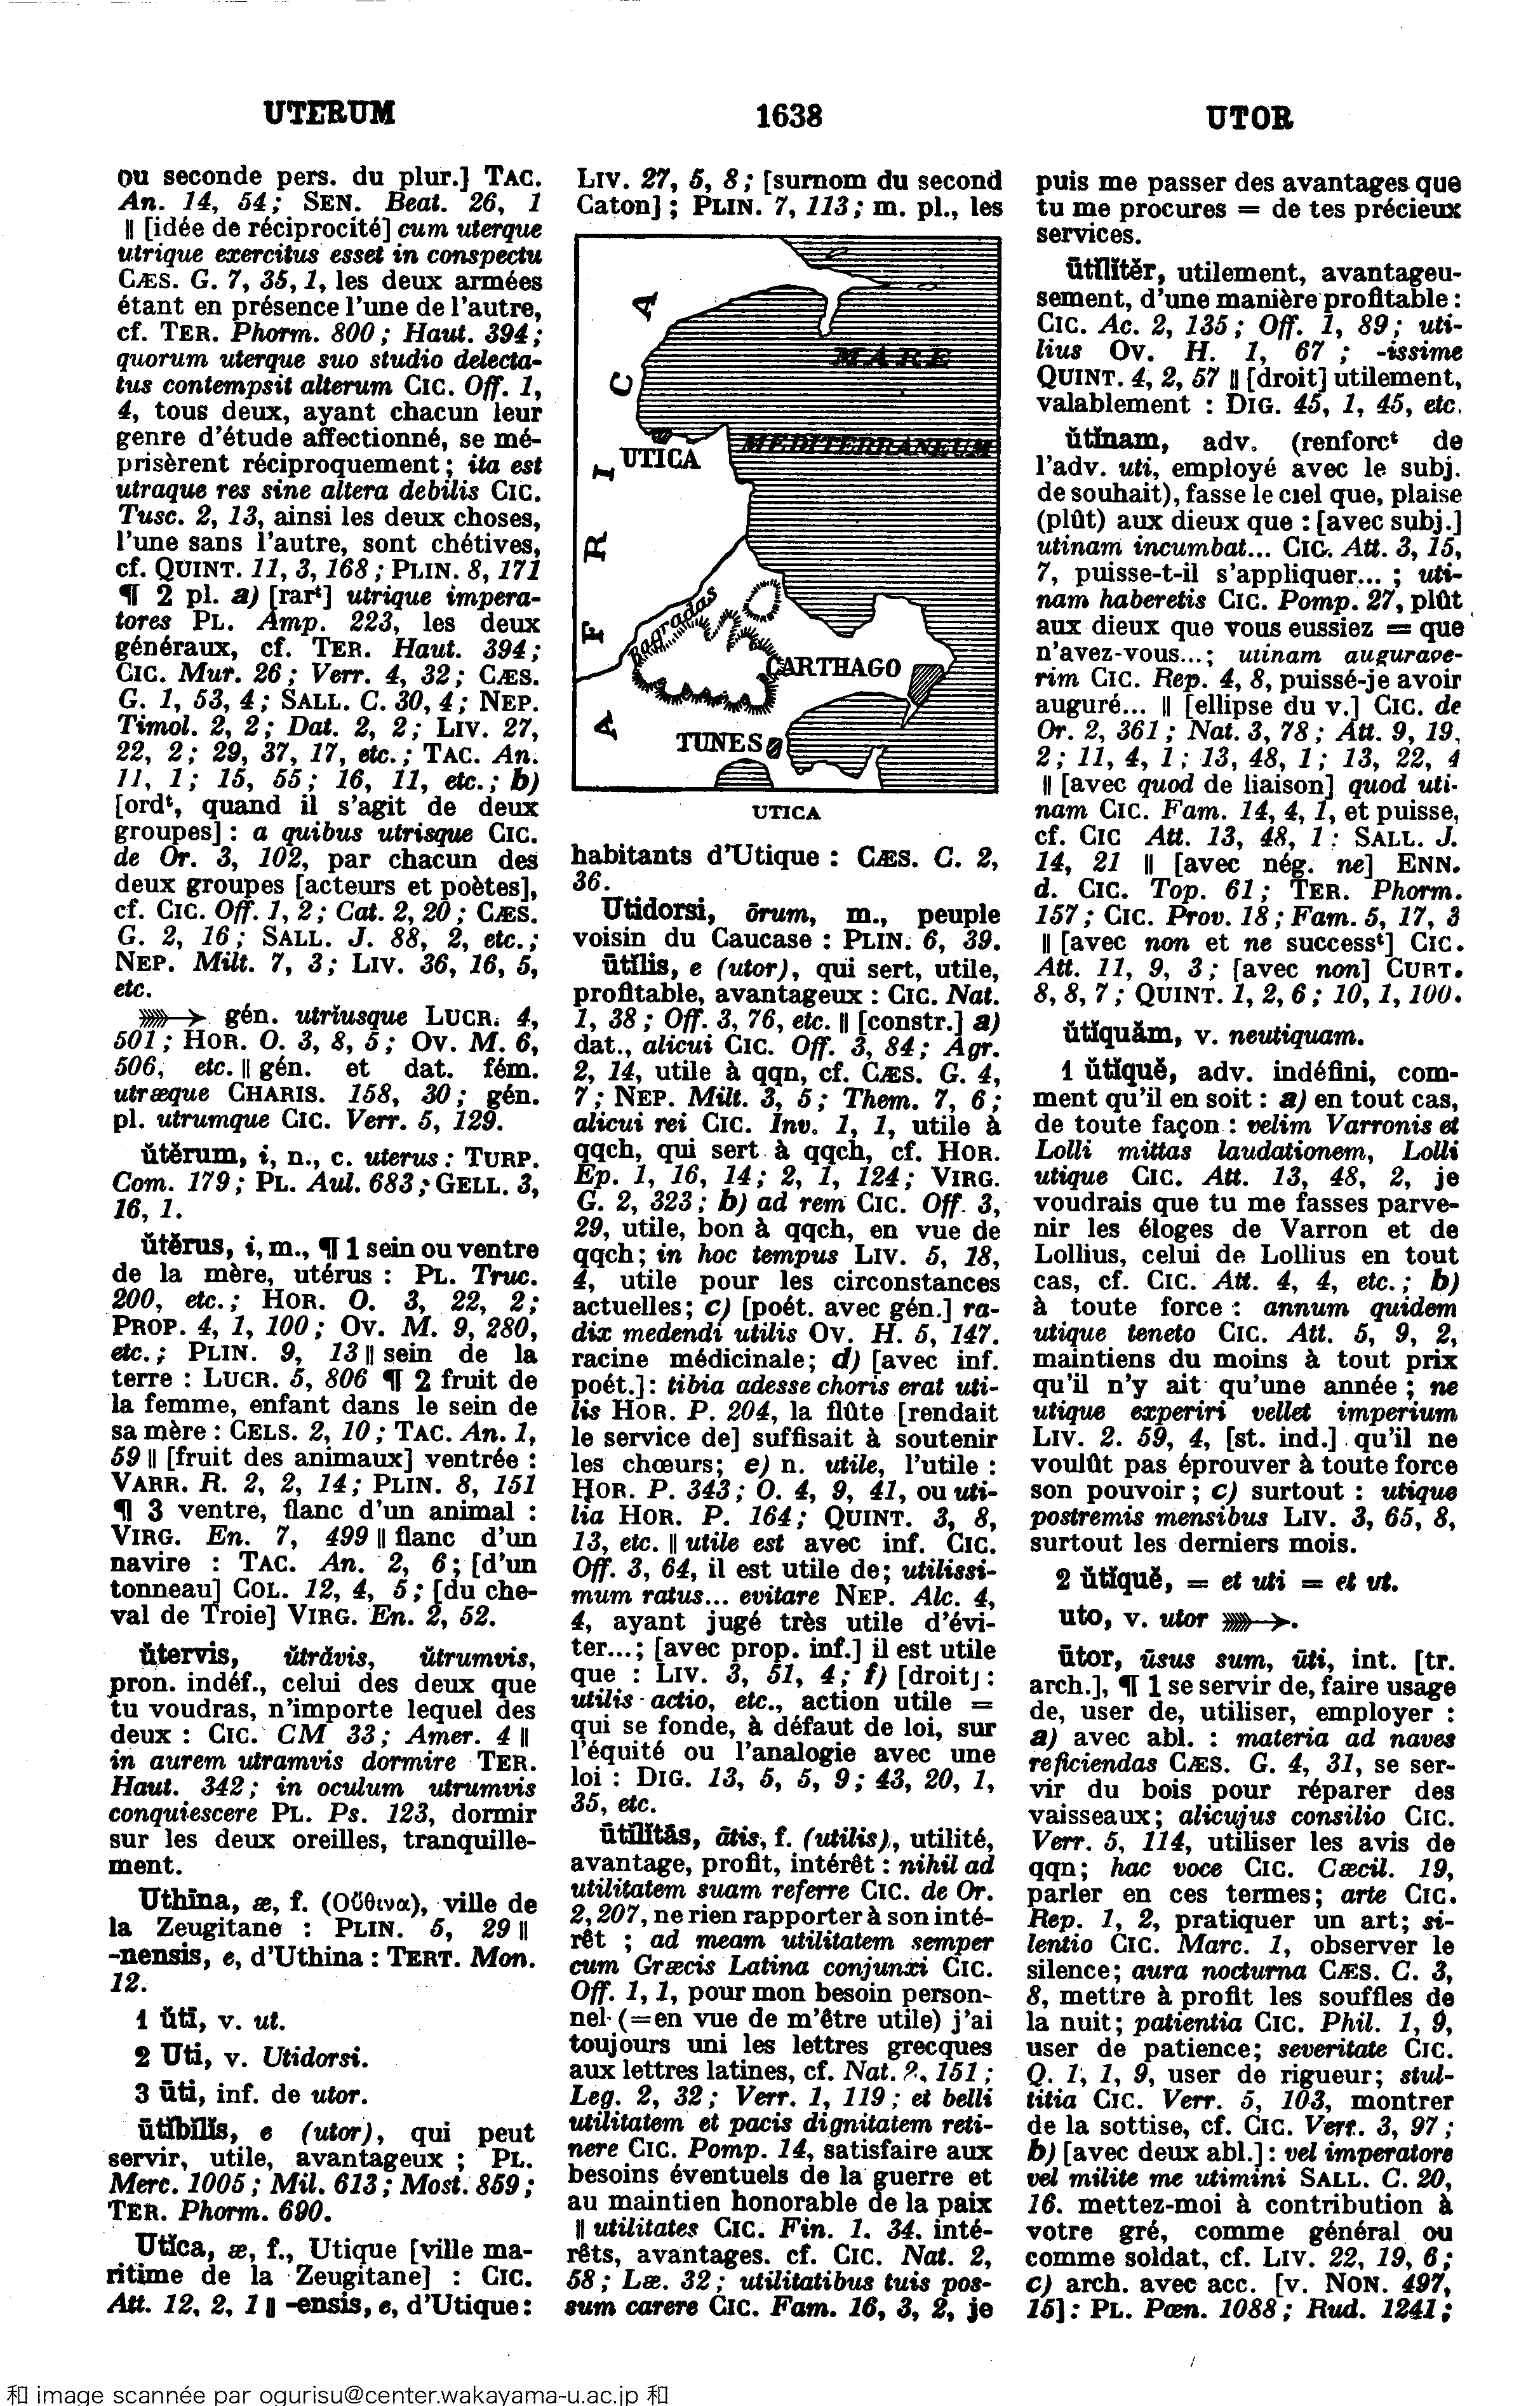 UTERUM
1638
UTOR
ou seconde pers. du plur.] TAC.
An. 14, 54; SEN. Beat. 26, 1
|| [idée de réciprocité] cum uterque
utrique exercitus esset in conspectu
CÆS. G. 7, 35, 1, les deux armées
étant en présence l'une de l'autre,
cf. TER. Phorm. 800; Haut. 394;
quorum uterque suo studio delecta-
tus contempsit alterum CIC. Off. 1,
4, tous deux, ayant chacun leur
genre d'étude affectionné, se mé-
prisèrent réciproquement; ita est
utraque res sine altera debilis CIC.
Tusc. 2, 13, ainsi les deux choses,
l'une sans l'autre, sont chétives,
cf. QUINT. 11, 3, 168; PLIN. 8, 171
¶ 2 pl. a) [rarᵗ] utrique impera-
tores PL. Amp. 223, les deux
généraux, cf. TER. Haut. 394;
CIC. Mur. 26; Verr. 4, 32; CÆS.
G. 1, 53, 4; SALL. C. 30, 4; NEP.
Timol. 2, 2; Dat. 2, 2; LIV. 27,
22, 2; 29, 37, 17, etc.; TAC. An.
11, 1; 15, 55; 16, 11, etc.; b)
[ordᵗ, quand il s'agit de deux
groupes] : a quibus utrisque CIC.
de Or. 3, 102, par chacun des
deux groupes [acteurs et poètes],
cf. CIC. Off. 1, 2; Cat. 2, 20; CÆS.
G. 2, 16; SALL. J. 88, 2, etc.;
NEP. Milt. 7, 3; LIV. 36, 16, 5,
etc.
⟶ gén. utriusque LUCR. 4,
501; HOR. O. 3, 8, 5; OV. M. 6,
506, etc. || gén. et dat. fém.
utræque CHARIS. 158, 30; gén.
pl. utrumque CIC. Verr. 5, 129.
ŭtĕrum, i, n., c. uterus : TURP.
Com. 179; PL. Aul. 683; GELL. 3,
16, 1.
ŭtĕrus, i, m., ¶ 1 sein ou ventre
de la mère, utérus : PL. Truc.
200, etc.; HOR. O. 3, 22, 2;
PROP. 4, 1, 100; OV. M. 9, 280,
etc.; PLIN. 9, 13 || sein de la
terre : LUCR. 5, 806 ¶ 2 fruit de
la femme, enfant dans le sein de
sa mère : CELS. 2, 10; TAC. An. 1,
59 || [fruit des animaux] ventrée :
VARR. R. 2, 2, 14; PLIN. 8, 151
¶ 3 ventre, flanc d'un animal :
VIRG. En. 7, 499 || flanc d'un
navire : TAC. An. 2, 6; [d'un
tonneau] COL. 12, 4, 5; [du che-
val de Troie] VIRG. En. 2, 52.
ŭtervis, ŭtrăvis, ŭtrumvis,
pron. indéf., celui des deux que
tu voudras, n'importe lequel des
deux : CIC. CM 33; Amer. 4 ||
in aurem utramvis dormire TER.
Haut. 342; in oculum utrumvis
conquiescere PL. Ps. 123, dormir
sur les deux oreilles, tranquille-
ment.
Uthĭna, æ, f. (Οὔθινα), ville de
la Zeugitane : PLIN. 5, 29 ||
-nensis, e, d'Uthina : TERT. Mon.
12.
1 ŭtī, v. ut.
2 Uti, v. Utidorsi.
3 ūti, inf. de utor.
ūtĭbĭlĭs, e (utor), qui peut
servir, utile, avantageux ; PL.
Merc. 1005; Mil. 613; Most. 859;
TER. Phorm. 690.
Utĭca, æ, f., Utique [ville ma-
ritime de la Zeugitane] : CIC.
Att. 12, 2, 1 || -ensis, e, d'Utique :
LIV. 27, 5, 8; [surnom du second
Caton]; PLIN. 7, 113; m. pl., les
AFRICA
MARE
MEDITERRANEUM
UTICA
Bagradas
CARTHAGO
TUNES
UTICA
habitants d'Utique : CÆS. C. 2,
36.
Utidorsi, ōrum, m., peuple
voisin du Caucase : PLIN. 6, 39.
ūtĭlis, e (utor), qui sert, utile,
profitable, avantageux : CIC. Nat.
1, 38; Off. 3, 76, etc. || [constr.] a)
dat., alicui CIC. Off. 3, 84; Agr.
2, 14, utile à qqn, cf. CÆS. G. 4,
7; NEP. Milt. 3, 5; Them. 7, 6;
alicui rei CIC. Inv. 1, 1, utile à
qqch, qui sert à qqch, cf. HOR.
Ep. 1, 16, 14; 2, 1, 124; VIRG.
G. 2, 323; b) ad rem CIC. Off. 3,
29, utile, bon à qqch, en vue de
qqch; in hoc tempus LIV. 5, 18,
4, utile pour les circonstances
actuelles; c) [poét. avec gén.] ra-
dix medendi utilis OV. H. 5, 147.
racine médicinale; d) [avec inf.
poét.] : tibia adesse choris erat uti-
lis HOR. P. 204, la flûte [rendait
le service de] suffisait à soutenir
les chœurs; e) n. utile, l'utile :
HOR. P. 343; O. 4, 9, 41, ou uti-
lia HOR. P. 164; QUINT. 3, 8,
13, etc. || utile est avec inf. CIC.
Off. 3, 64, il est utile de; utilissi-
mum ratus... evitare NEP. Alc. 4,
4, ayant jugé très utile d'évi-
ter...; [avec prop. inf.] il est utile
que : LIV. 3, 51, 4; f) [droit] :
utilis actio, etc., action utile =
qui se fonde, à défaut de loi, sur
l'équité ou l'analogie avec une
loi : DIG. 13, 5, 5, 9; 43, 20, 1,
35, etc.
ūtĭlĭtās, ātis, f. (utilis), utilité,
avantage, profit, intérêt : nihil ad
utilitatem suam referre CIC. de Or.
2, 207, ne rien rapporter à son inté-
rêt ; ad meam utilitatem semper
cum Græcis Latina conjunxi CIC.
Off. 1, 1, pour mon besoin person-
nel (=en vue de m'être utile) j'ai
toujours uni les lettres grecques
aux lettres latines, cf. Nat. 2, 151;
Leg. 2, 32; Verr. 1, 119; et belli
utilitatem et pacis dignitatem reti-
nere CIC. Pomp. 14, satisfaire aux
besoins éventuels de la guerre et
au maintien honorable de la paix
|| utilitates CIC. Fin. 1. 34. inté-
rêts, avantages. cf. CIC. Nat. 2,
58; Læ. 32; utilitatibus tuis pos-
sum carere CIC. Fam. 16, 3, 2, je
puis me passer des avantages que
tu me procures = de tes précieux
services.
ūtĭlĭtĕr, utilement, avantageu-
sement, d'une manière profitable :
CIC. Ac. 2, 135; Off. 1, 89; uti-
lius OV. H. 1, 67 ; -issime
QUINT. 4, 2, 57 || [droit] utilement,
valablement : DIG. 45, 1, 45, etc.
ŭtĭnam, adv. (renforcᵗ de
l'adv. uti, employé avec le subj.
de souhait), fasse le ciel que, plaise
(plût) aux dieux que : [avec subj.]
utinam incumbat... CIC. Att. 3, 15,
7, puisse-t-il s'appliquer... ; uti-
nam haberetis CIC. Pomp. 27, plût
aux dieux que vous eussiez = que
n'avez-vous...; utinam augurave-
rim CIC. Rep. 4, 8, puissé-je avoir
auguré... || [ellipse du v.] CIC. de
Or. 2, 361; Nat. 3, 78; Att. 9, 19,
2; 11, 4, 1; 13, 48, 1; 13, 22, 4
|| [avec quod de liaison] quod uti-
nam CIC. Fam. 14, 4, 1, et puisse,
cf. CIC Att. 13, 48, 1: SALL. J.
14, 21 || [avec nég. ne] ENN.
d. CIC. Top. 61; TER. Phorm.
157; CIC. Prov. 18; Fam. 5, 17, 3
|| [avec non et ne successᵗ] CIC.
Att. 11, 9, 3; [avec non] CURT.
8, 8, 7; QUINT. 1, 2, 6; 10, 1, 100.
ŭtĭquăm, v. neutiquam.
1 ŭtĭquĕ, adv. indéfini, com-
ment qu'il en soit : a) en tout cas,
de toute façon : velim Varronis et
Lolli mittas laudationem, Lolli
utique CIC. Att. 13, 48, 2, je
voudrais que tu me fasses parve-
nir les éloges de Varron et de
Lollius, celui de Lollius en tout
cas, cf. CIC. Att. 4, 4, etc.; b)
à toute force : annum quidem
utique teneto CIC. Att. 5, 9, 2,
maintiens du moins à tout prix
qu'il n'y ait qu'une année; ne
utique experiri vellet imperium
LIV. 2. 59, 4, [st. ind.] qu'il ne
voulût pas éprouver à toute force
son pouvoir; c) surtout : utique
postremis mensibus LIV. 3, 65, 8,
surtout les derniers mois.
2 ŭtĭquĕ, = et uti = et ut.
uto, v. utor ⟶.
ūtor, ūsus sum, ūti, int. [tr.
arch.], ¶ 1 se servir de, faire usage
de, user de, utiliser, employer :
a) avec abl. : materia ad naves
reficiendas CÆS. G. 4, 31, se ser-
vir du bois pour réparer des
vaisseaux; alicujus consilio CIC.
Verr. 5, 114, utiliser les avis de
qqn; hac voce CIC. Cæcil. 19,
parler en ces termes; arte CIC.
Rep. 1, 2, pratiquer un art; si-
lentio CIC. Marc. 1, observer le
silence; aura nocturna CÆS. C. 3,
8, mettre à profit les souffles de
la nuit; patientia CIC. Phil. 1, 9,
user de patience; severitate CIC.
Q. 1, 1, 9, user de rigueur; stul-
titia CIC. Verr. 5, 103, montrer
de la sottise, cf. CIC. Verr. 3, 97;
b) [avec deux abl.] : vel imperatore
vel milite me utimini SALL. C. 20,
16. mettez-moi à contribution à
votre gré, comme général ou
comme soldat, cf. LIV. 22, 19, 6;
c) arch. avec acc. [v. NON. 497,
15] : PL. Pœn. 1088; Rud. 1241;
和 image scannée par ogurisu@center.wakayama-u.ac.jp 和